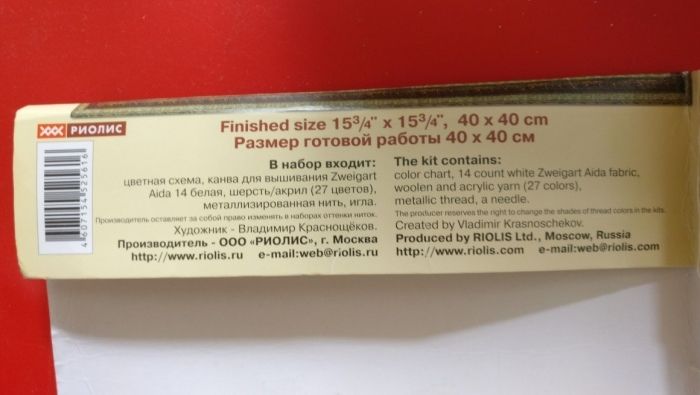 РИОЛИС
4607154525616
Finished size 15¾" x 15¾", 40 x 40 cm
Размер готовой работы 40 x 40 см
В набор входит:
цветная схема, канва для вышивания Zweigart
Aida 14 белая, шерсть/акрил (27 цветов),
металлизированная нить, игла.
Производитель оставляет за собой право изменять в наборах оттенки ниток.
Художник - Владимир Краснощёков.
Производитель - ООО «РИОЛИС», г. Москва
http://www.riolis.ru e-mail:web@riolis.ru
The kit contains:
color chart, 14 count white Zweigart Aida fabric,
woolen and acrylic yarn (27 colors),
metallic thread, a needle.
The producer reserves the right to change the shades of thread colors in the kits.
Created by Vladimir Krasnoschekov.
Produced by RIOLIS Ltd., Moscow, Russia
http://www.riolis.com e-mail:web@riolis.com